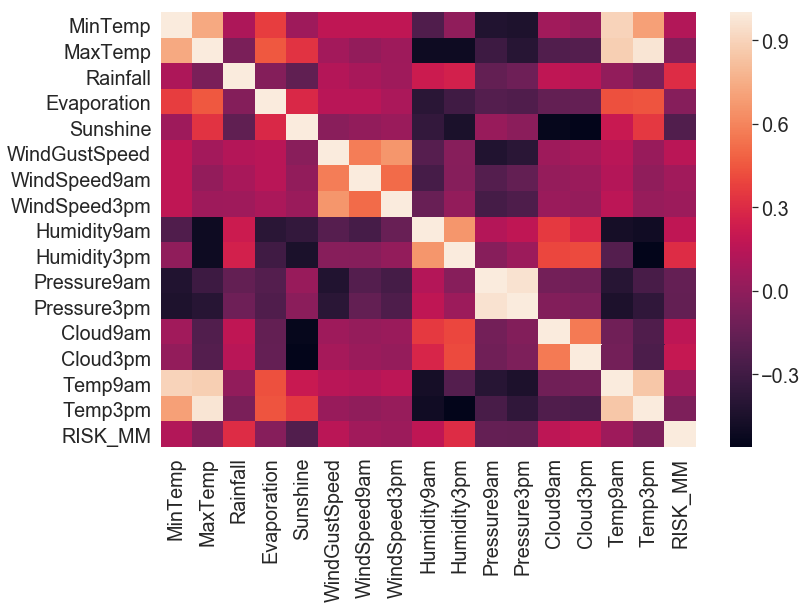 MinTemp
MaxTemp
Rainfall
Evaporation
Sunshine
WindGustSpeed
WindSpeed9am
WindSpeed3pm
Humidity9am
Humidity3pm
Pressure9am
Pressure3pm
Cloud9am
Cloud3pm
Temp9am
Temp3pm
RISK_MM
MinTemp
MaxTemp
Rainfall
Evaporation
Sunshine
WindGustSpeed
WindSpeed9am
WindSpeed3pm
Humidity9am
Humidity3pm
Pressure9am
Pressure3pm
Cloud9am
Cloud3pm
Temp9am
Temp3pm
RISK_MM
0.9
0.6
0.3
0.0
−0.3